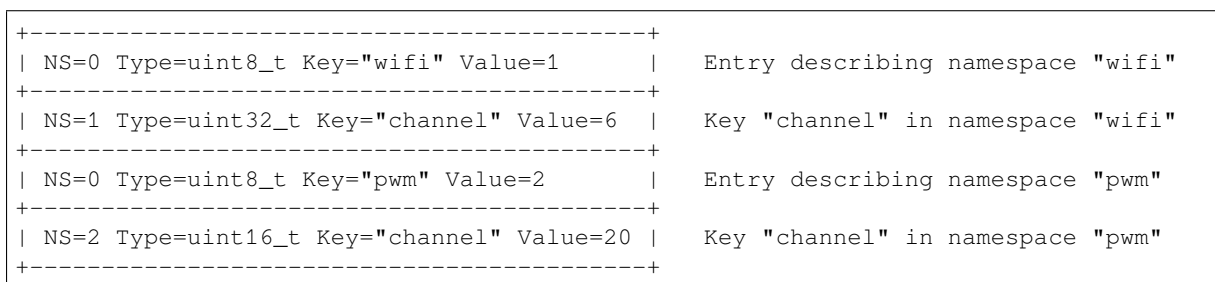 +-------------------------------------------+
| NS=0 Type=uint8_t Key="wifi" Value=1      |   Entry describing namespace "wifi"
+-------------------------------------------+
| NS=1 Type=uint32_t Key="channel" Value=6  |   Key "channel" in namespace "wifi"
+-------------------------------------------+
| NS=0 Type=uint8_t Key="pwm" Value=2       |   Entry describing namespace "pwm"
+-------------------------------------------+
| NS=2 Type=uint16_t Key="channel" Value=20 |   Key "channel" in namespace "pwm"
+-------------------------------------------+